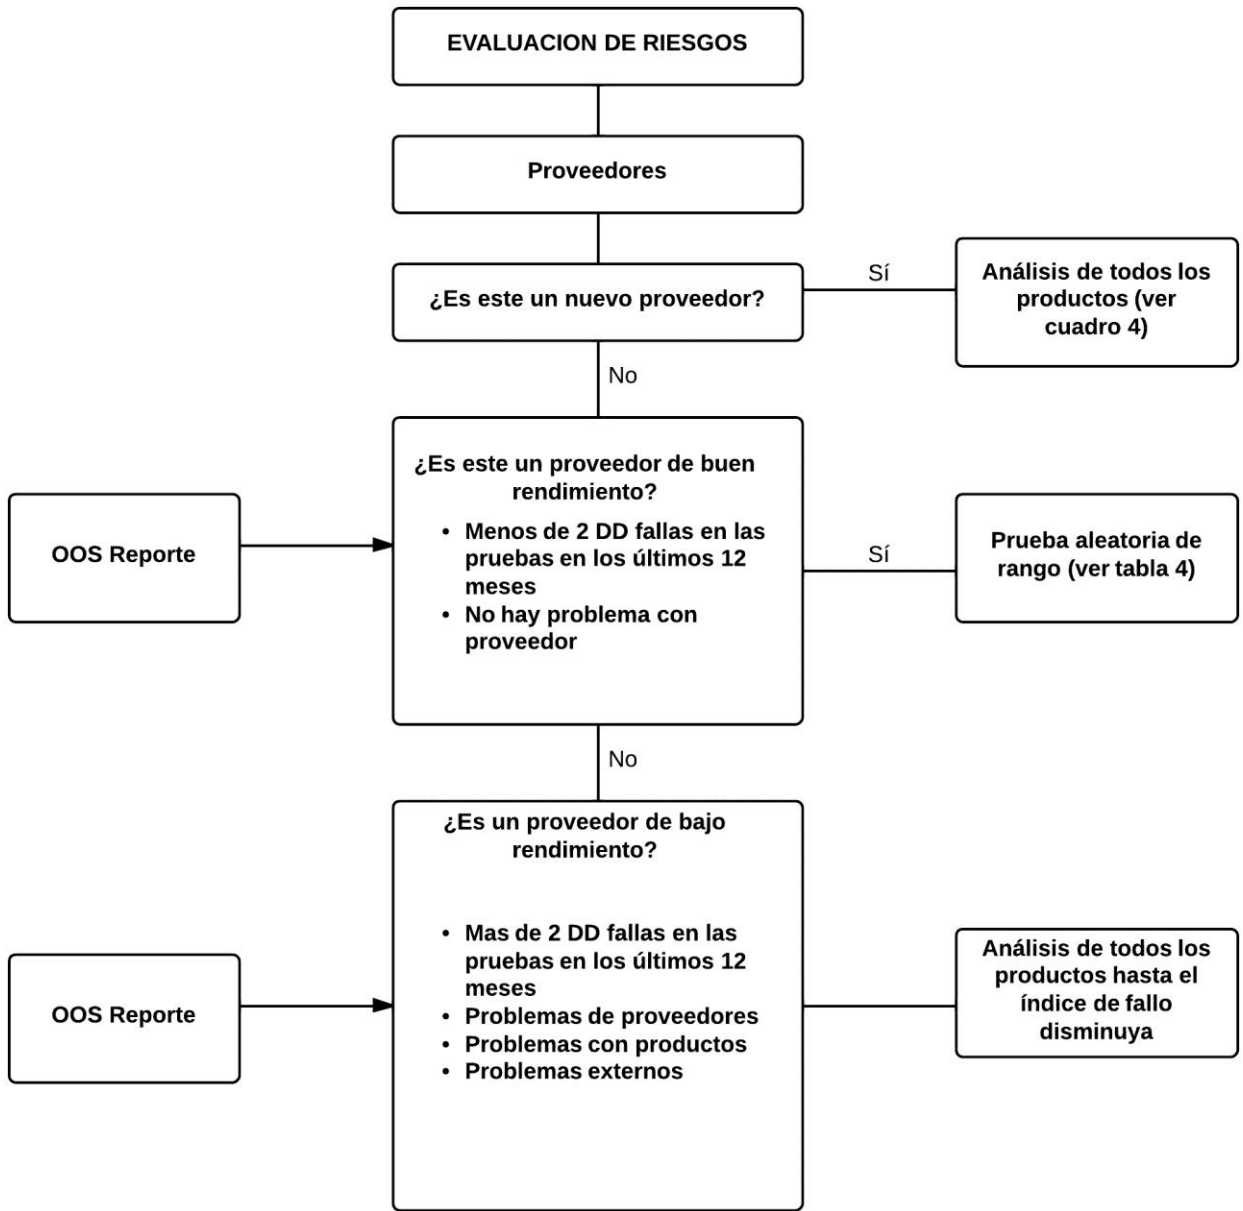 EVALUACION DE RIESGOS
Proveedores
¿Es este un nuevo proveedor?
Sí
Análisis de todos los
productos (ver
cuadro 4)
No
¿Es este un proveedor de buen
rendimiento?
• Menos de 2 DD fallas en las
pruebas en los últimos 12
meses
• No hay problema con
proveedor
OOS Reporte
Sí
Prueba aleatoria de
rango (ver tabla 4)
No
¿Es un proveedor de bajo
rendimiento?
• Mas de 2 DD fallas en las
pruebas en los últimos 12
meses
• Problemas de proveedores
• Problemas con productos
• Problemas externos
OOS Reporte
Análisis de todos los
productos hasta el
índice de fallo
disminuya